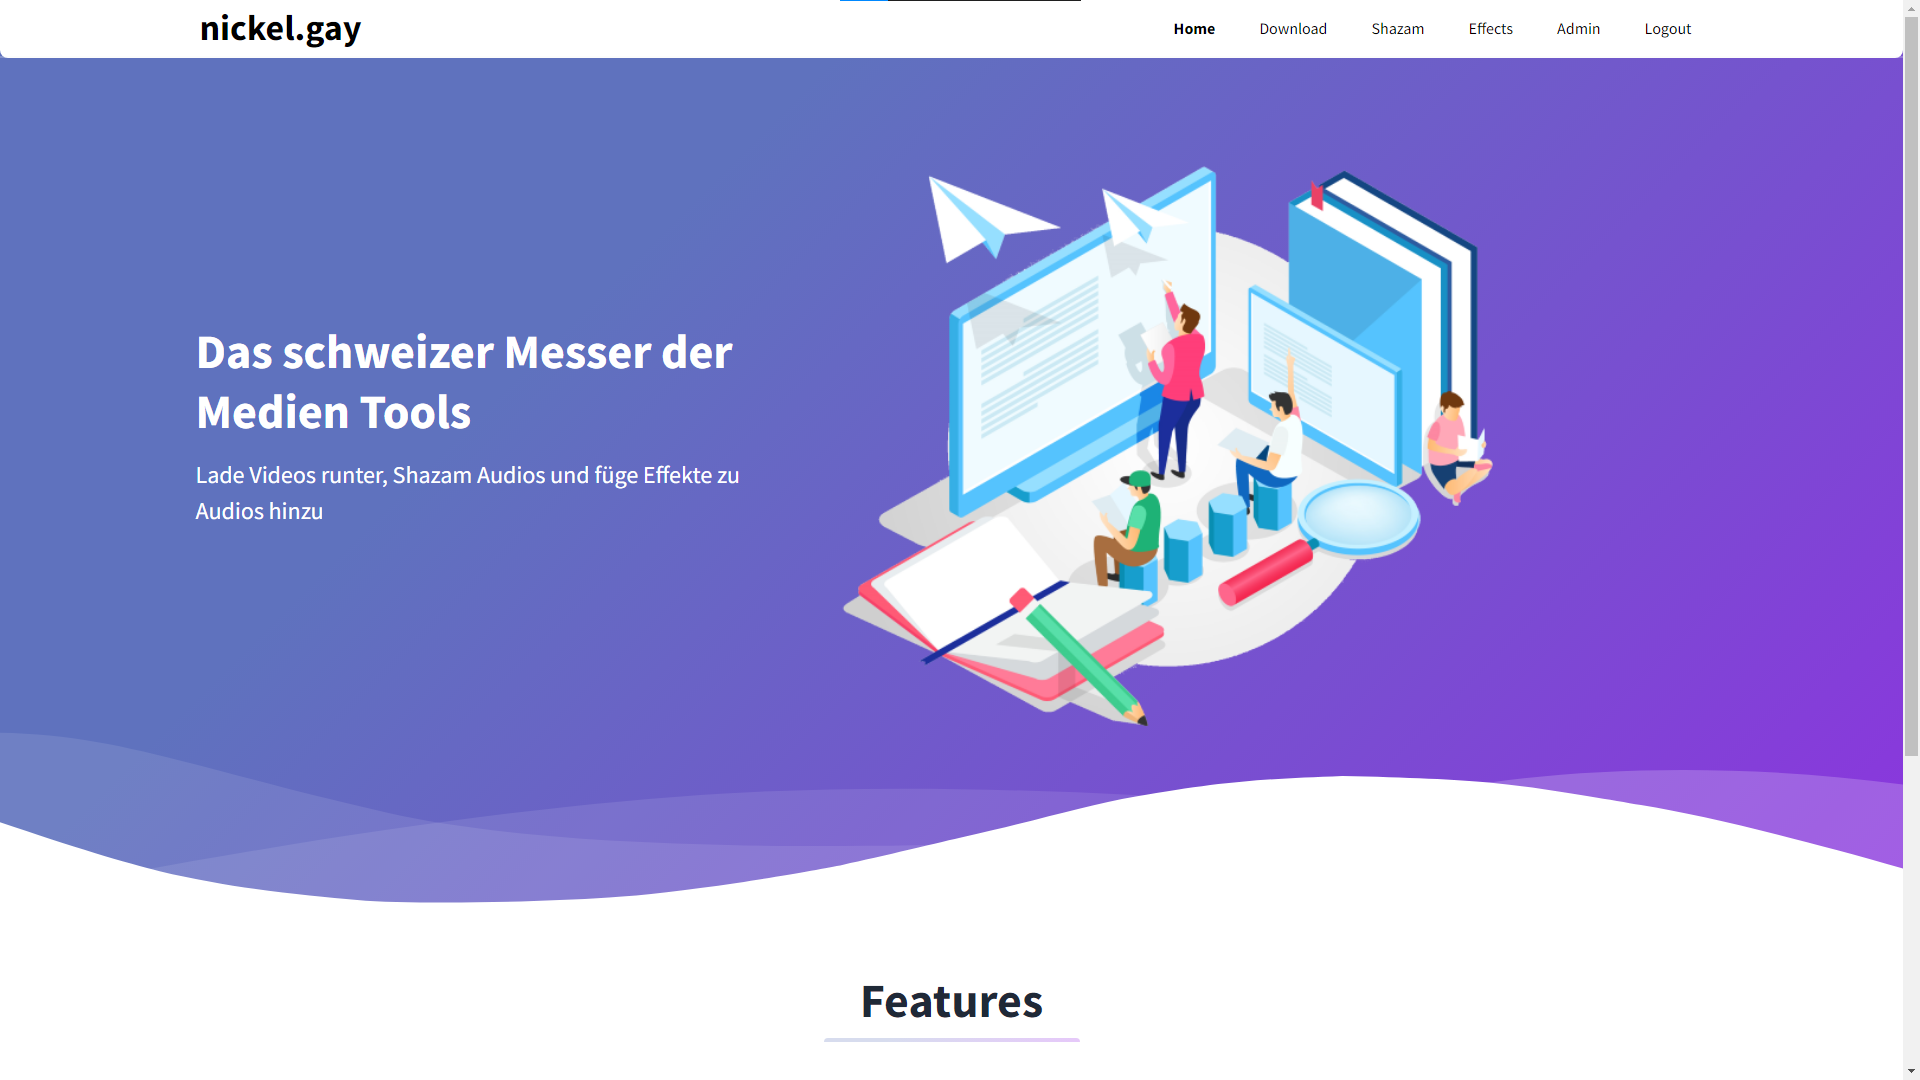 nickel.gay
Home Download Shazam Effects Admin Logout
Das schweizer Messer der
Medien Tools
Lade Videos runter, Shazam Audios und füge Effekte zu
Audios hinzu
Features